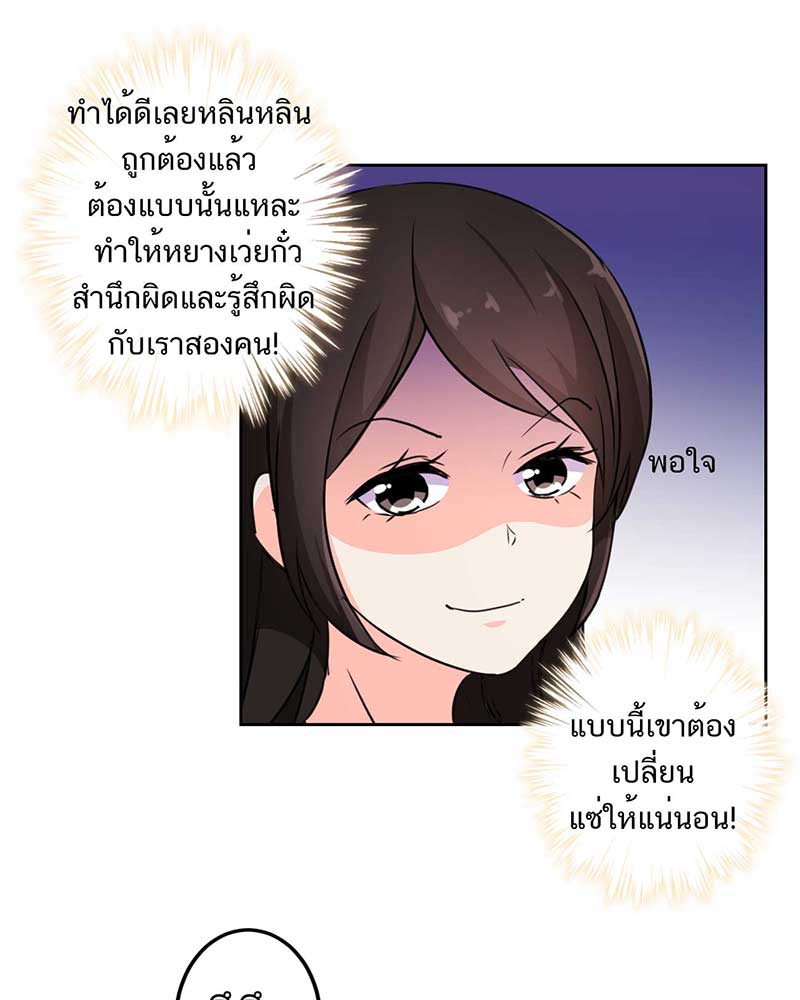 ทำได้ดีเลยหลินหลิน
ถูกต้องแล้ว
ต้องแบบนั้นแหละ
ทำให้หยางเว่ยกั๋ว
สำนึกผิดและรู้สึกผิด
กับเราสองคน!
พอใจ
แบบนี้เขาต้อง
เปลี่ยน
แซ่ให้แน่นอน!